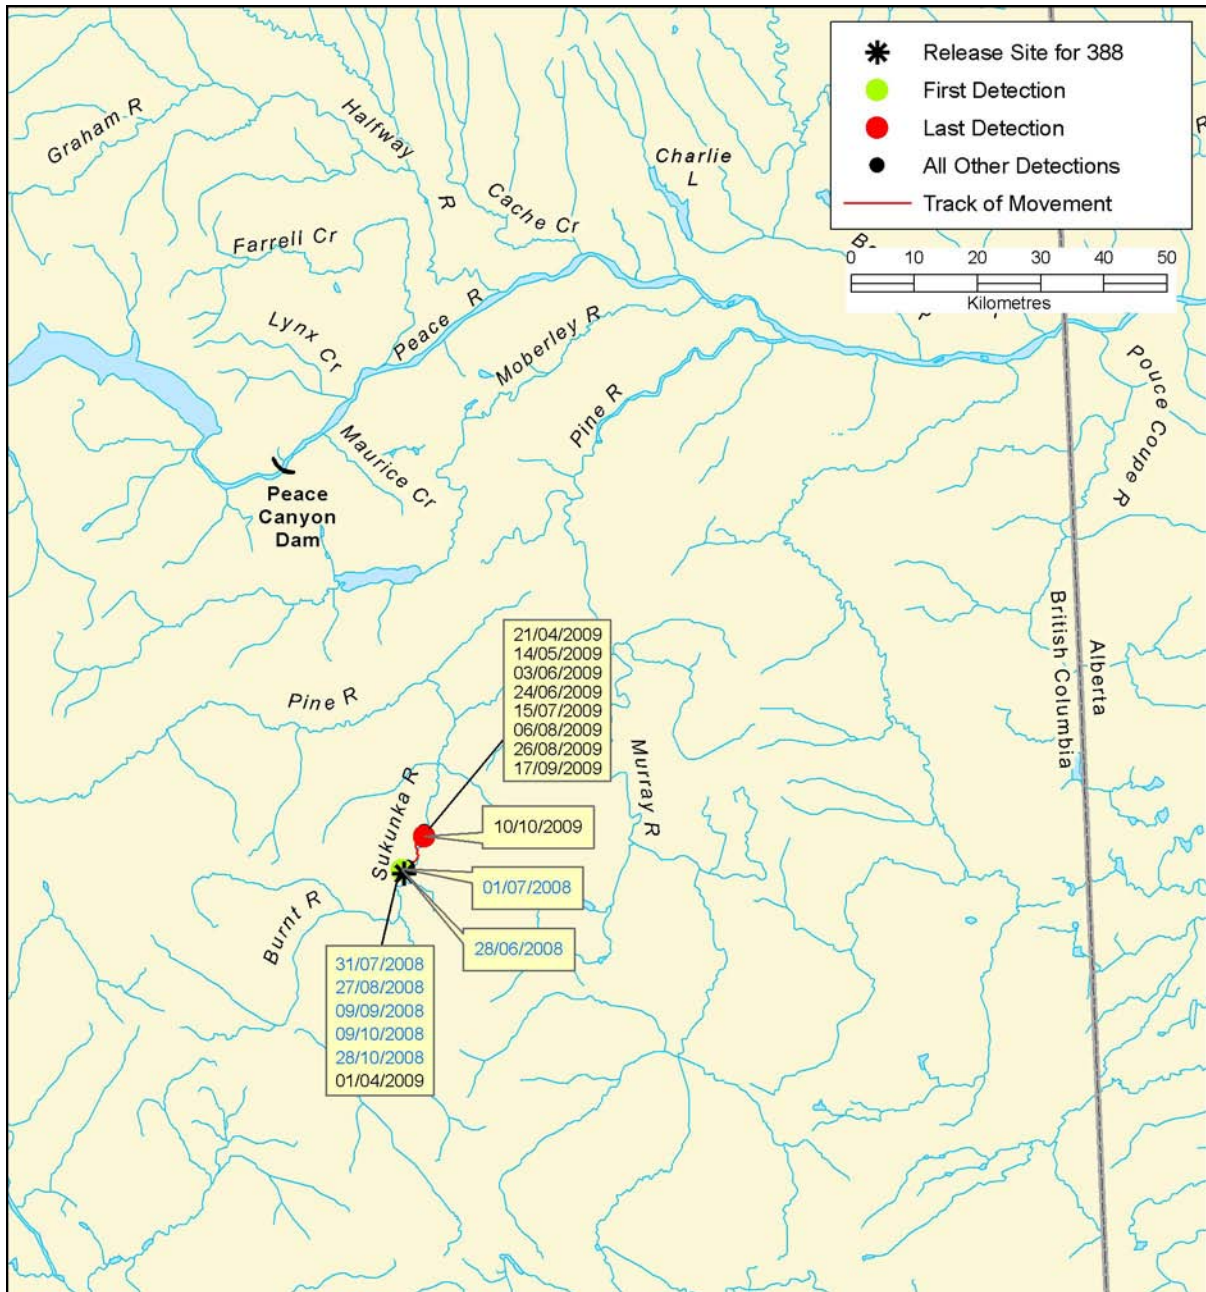 Release Site for 388
First Detection
Last Detection
All Other Detections
Track of Movement
0 10 20 30 40 50
Kilometres
Graham R
Halfway
R
Charlie
L
Cache Cr
Farrell Cr
Lynx Cr
Peace R
Moberley R
Pine R
Maurice Cr
Pouce Coupe R
R
Peace
Canyon
Dam
British Columbia
Alberta
21/04/2009
14/05/2009
03/06/2009
24/06/2009
15/07/2009
06/08/2009
26/08/2009
17/09/2009
Pine R
Murray R
Sukunka R
10/10/2009
01/07/2008
Burnt R
28/06/2008
31/07/2008
27/08/2008
09/09/2008
09/10/2008
28/10/2008
01/04/2009